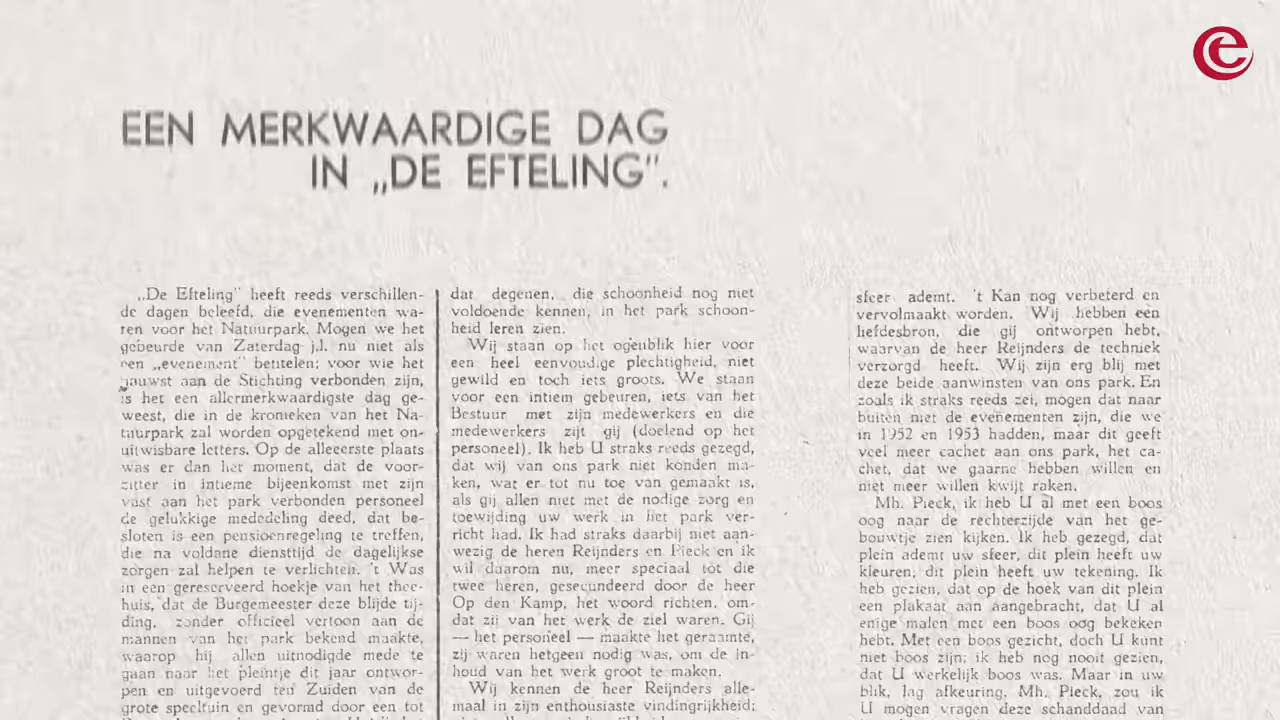 EEN MERKWAARDIGE DAG
IN „DE EFTELING".
„De Efteling" heeft reeds verschillen-
de dagen beleefd, die evenementen wa-
ren voor het Natuurpark. Mogen we het
gebeurde van Zaterdag j.l. nu niet als
een „evenement" betitelen; voor wie het
nauwst aan de Stichting verbonden zijn,
is het een allermerkwaardigste dag ge-
weest, die in de kronieken van het Na-
tuurpark zal worden opgetekend met on-
uitwisbare letters. Op de alleeerste plaats
was er dan het moment, dat de voor-
zitter in intieme bijeenkomst met zijn
vast aan het park verbonden personeel
de gelukkige mededeling deed, dat be-
sloten is een pensioenregeling te treffen,
die na voldane diensttijd de dagelijkse
zorgen zal helpen te verlichten. 't Was
in een gereserveerd hoekje van het thee-
huis, dat de Burgemeester deze blijde tij-
ding, zonder officieel vertoon aan de
mannen van het park bekend maakte,
waarop hij allen uitnodigde mede te
gaan naar het pleintje dit jaar ontwor-
pen en uitgevoerd ten Zuiden van de
grote speeltuin en gevormd door een tot
dat degenen, die schoonheid nog niet
voldoende kennen, in het park schoon-
heid leren zien.
Wij staan op het ogenblik hier voor
een heel eenvoudige plechtigheid, niet
gewild en toch iets groots. We staan
voor een intiem gebeuren, iets van het
Bestuur met zijn medewerkers en die
medewerkers zijt gij (doelend op het
personeel). Ik heb U straks reeds gezegd,
dat wij van ons park niet konden ma-
ken, wat er tot nu toe van gemaakt is,
als gij allen niet met de nodige zorg en
toewijding uw werk in het park ver-
richt had. Ik had straks daarbij niet aan-
wezig de heren Reijnders en Pieck en ik
wil daarom nu, meer speciaal tot die
twee heren, gesecundeerd door de heer
Op den Kamp, het woord richten, om-
dat zij van het werk de ziel waren. Gij
— het personeel — maakte het geraamte,
zij waren hetgeen nodig was, om de in-
houd van het werk groot te maken.
Wij kennen de heer Reijnders alle-
maal in zijn enthousiaste vindingrijkheid;
sfeer ademt. 't Kan nog verbeterd en
vervolmaakt worden. Wij hebben een
liefdesbron, die gij ontworpen hebt,
waarvan de heer Reijnders de techniek
verzorgd heeft. Wij zijn erg blij met
deze beide aanwinsten van ons park. En
zoals ik straks reeds zei, mogen dat naar
buiten niet de evenementen zijn, die we
in 1952 en 1953 hadden, maar dit geeft
veel meer cachet aan ons park, het ca-
chet, dat we gaarne hebben willen en
niet meer willen kwijt raken.
Mh. Pieck, ik heb U al met een boos
oog naar de rechterzijde van het ge-
bouwtje zien kijken. Ik heb gezegd, dat
plein ademt uw sfeer, dit plein heeft uw
kleuren; dit plein heeft uw tekening. Ik
heb gezien, dat op de hoek van dit plein
een plakaat aan aangebracht, dat U al
enige malen met een boos oog bekeken
hebt. Met een boos gezicht, doch U kunt
niet boos zijn; ik heb nog nooit gezien,
dat U werkelijk boos was. Maar in uw
blik, lag afkeuring. Mh. Pieck, zou ik
U mogen vragen deze schanddaad van